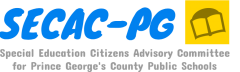 SECAC-PG
Special Education Citizens Advisory Committee
for Prince George's County Public Schools